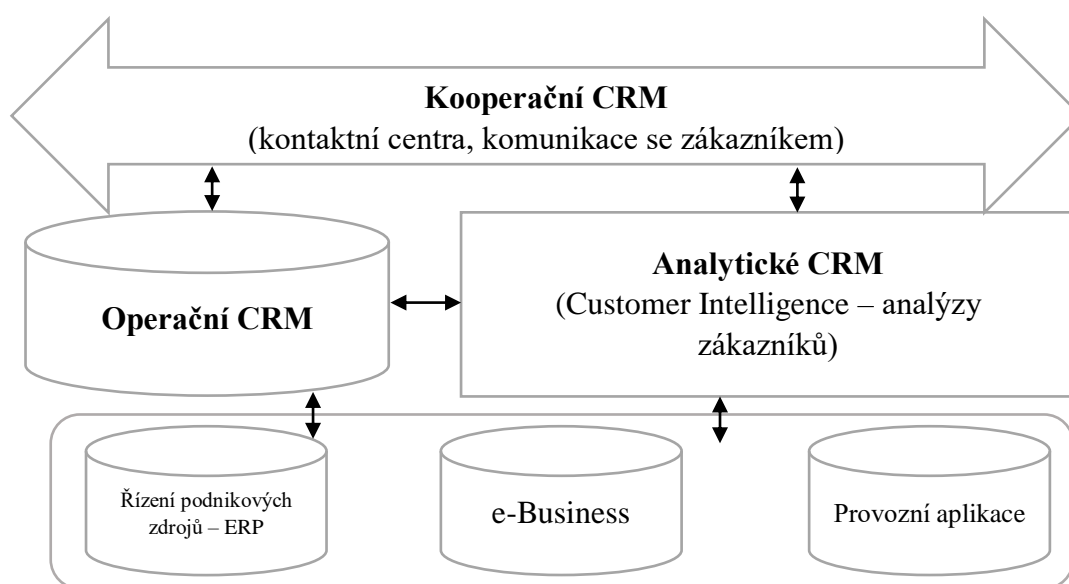 Kooperační CRM
(kontaktní centra, komunikace se zákazníkem)
Operační CRM
Analytické CRM
(Customer Intelligence – analýzy
zákazníků)
Řízení podnikových
zdrojů – ERP
e-Business
Provozní aplikace